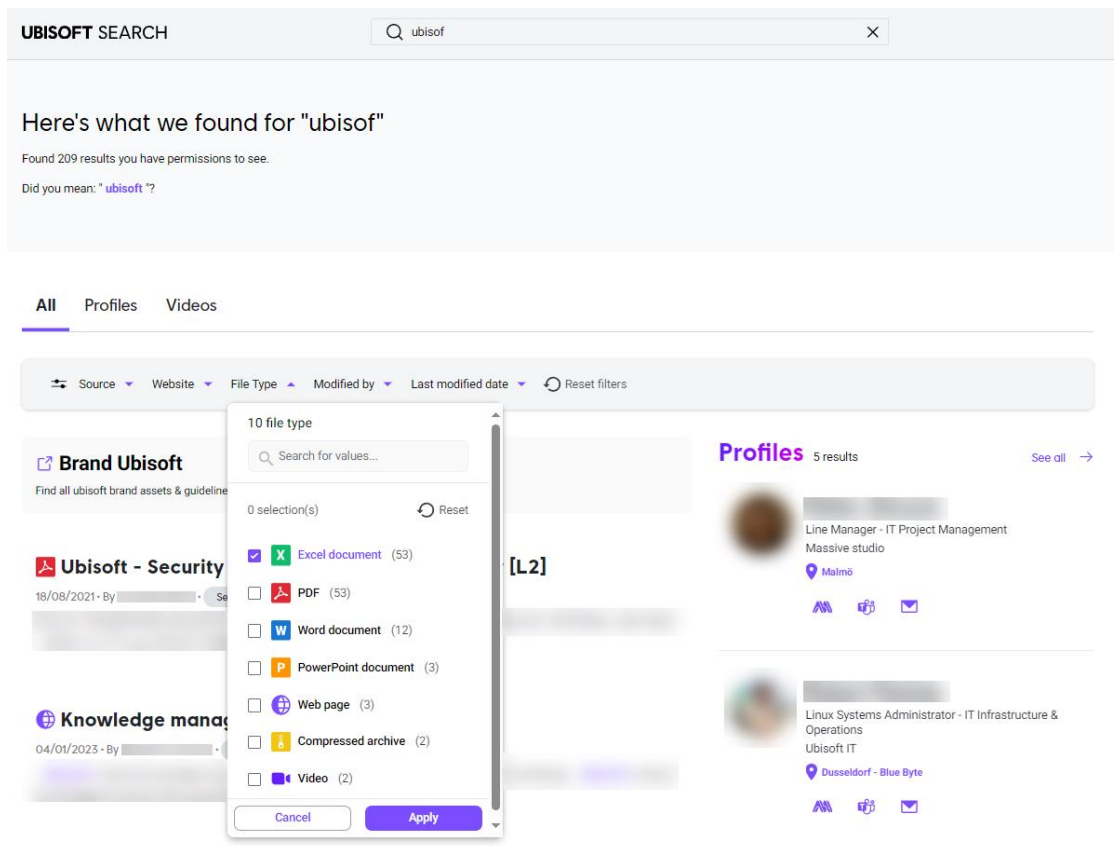 UBISOFT SEARCH
ubisof
Here's what we found for "ubisof"
Found 209 results you have permissions to see.
Did you mean: " ubisoft "?
All Profiles Videos
Source Website File Type Modified by Last modified date Reset filters
10 file type
Search for values...
0 selection(s) Reset
Excel document (53)
PDF (53)
Word document (12)
PowerPoint document (3)
Web page (3)
Compressed archive (2)
Video (2)
Cancel Apply
Brand Ubisoft
Find all ubisoft brand assets & guideline
Ubisoft - Security [L2]
18/08/2021 • By • Se
Knowledge manag
04/01/2023 • By •
Profiles 5 results See all
Line Manager - IT Project Management
Massive studio
Malmö
Linux Systems Administrator - IT Infrastructure &
Operations
Ubisoft IT
Dusseldorf - Blue Byte